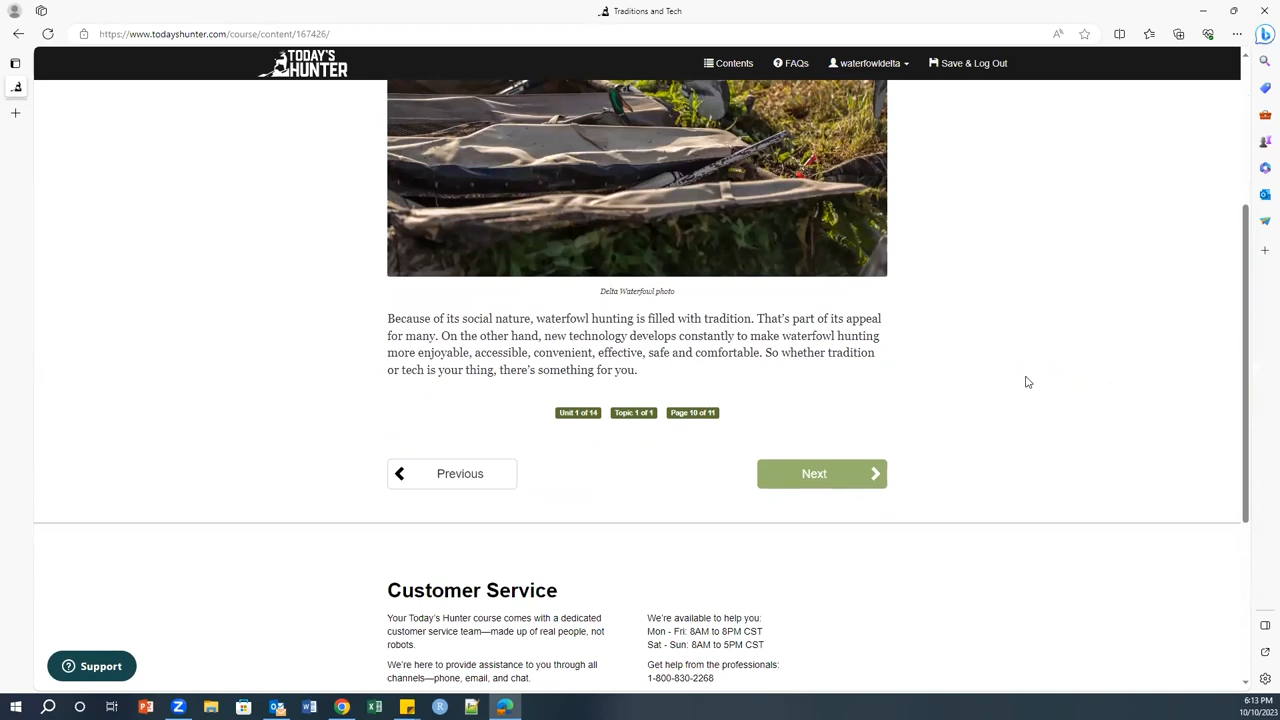 Traditions and Tech
https://www.todayshunter.com/course/content/167426/
TODAY'S
HUNTER
Contents
FAQs
waterfowldelta
Save & Log Out
Delta Waterfowl photo
Because of its social nature, waterfowl hunting is filled with tradition. That's part of its appeal
for many. On the other hand, new technology develops constantly to make waterfowl hunting
more enjoyable, accessible, convenient, effective, safe and comfortable. So whether tradition
or tech is your thing, there's something for you.
Unit 1 of 14
Topic 1 of 1
Page 10 of 11
Previous
Next
Customer Service
Your Today's Hunter course comes with a dedicated
customer service team—made up of real people, not
robots.
We're here to provide assistance to you through all
channels—phone, email, and chat.
We're available to help you:
Mon - Fri: 8AM to 8PM CST
Sat - Sun: 8AM to 5PM CST
Get help from the professionals:
1-800-830-2268
Support
6:13 PM
10/10/2023